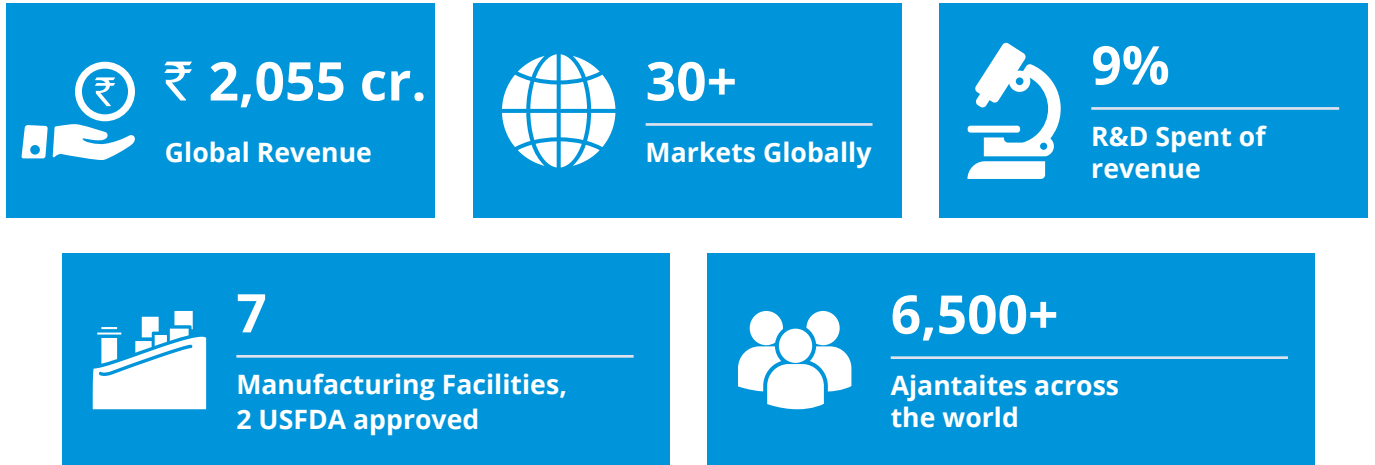 ₹
₹ 2,055 cr.
Global Revenue
30+
Markets Globally
9%
R&D Spent of
revenue
7
Manufacturing Facilities,
2 USFDA approved
6,500+
Ajantaites across
the world